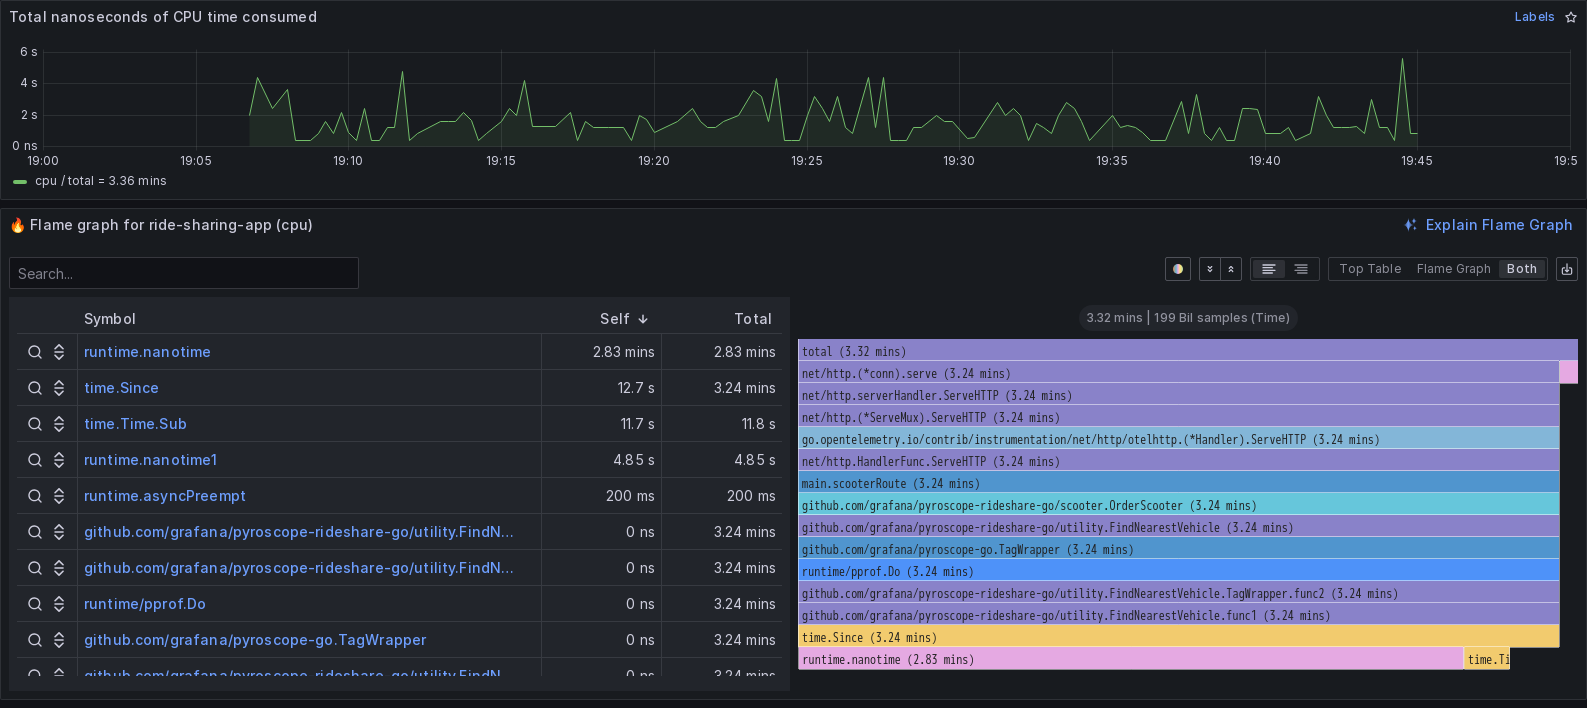 Total nanoseconds of CPU time consumed
Labels
6 s
4 s
2 s
0 ns
19:00 19:05 19:10 19:15 19:20 19:25 19:30 19:35 19:40 19:45 19:5
cpu / total = 3.36 mins
Flame graph for ride-sharing-app (cpu)
Explain Flame Graph
Search...
Top Table Flame Graph Both
Symbol Self Total
runtime.nanotime 2.83 mins 2.83 mins
time.Since 12.7 s 3.24 mins
time.Time.Sub 11.7 s 11.8 s
runtime.nanotime1 4.85 s 4.85 s
runtime.asyncPreempt 200 ms 200 ms
github.com/grafana/pyroscope-rideshare-go/utility.FindN... 0 ns 3.24 mins
github.com/grafana/pyroscope-rideshare-go/utility.FindN... 0 ns 3.24 mins
runtime/pprof.Do 0 ns 3.24 mins
github.com/grafana/pyroscope-go.TagWrapper 0 ns 3.24 mins
github.com/grafana/pyroscope-rideshare-go/utility.FindN 0 ns 3.24 mins
3.32 mins | 199 Bil samples (Time)
total (3.32 mins)
net/http.(*conn).serve (3.24 mins)
net/http.serverHandler.ServeHTTP (3.24 mins)
net/http.(*ServeMux).ServeHTTP (3.24 mins)
go.opentelemetry.io/contrib/instrumentation/net/http/otelhttp.(*Handler).ServeHTTP (3.24 mins)
net/http.HandlerFunc.ServeHTTP (3.24 mins)
main.scooterRoute (3.24 mins)
github.com/grafana/pyroscope-rideshare-go/scooter.OrderScooter (3.24 mins)
github.com/grafana/pyroscope-rideshare-go/utility.FindNearestVehicle (3.24 mins)
github.com/grafana/pyroscope-go.TagWrapper (3.24 mins)
runtime/pprof.Do (3.24 mins)
github.com/grafana/pyroscope-rideshare-go/utility.FindNearestVehicle.TagWrapper.func2 (3.24 mins)
github.com/grafana/pyroscope-rideshare-go/utility.FindNearestVehicle.func1 (3.24 mins)
time.Since (3.24 mins)
runtime.nanotime (2.83 mins) time.Ti